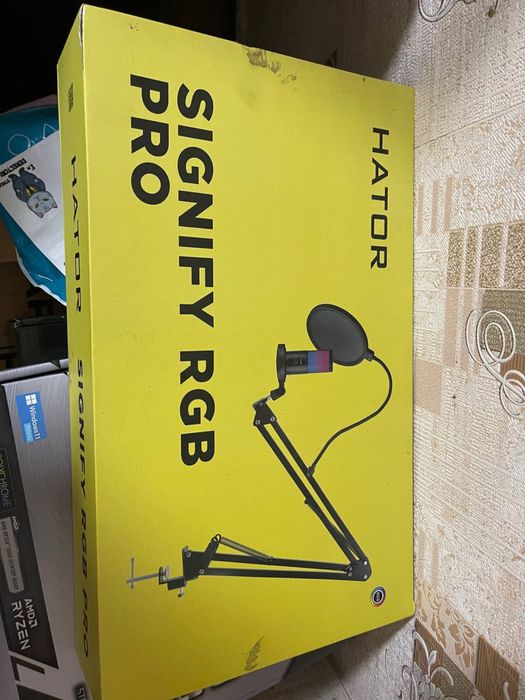 HATOR
SIGNIFY RGB
PRO
HATOR
SIGNIFY RGB PRO
Windows 11
AMD
RYZEN